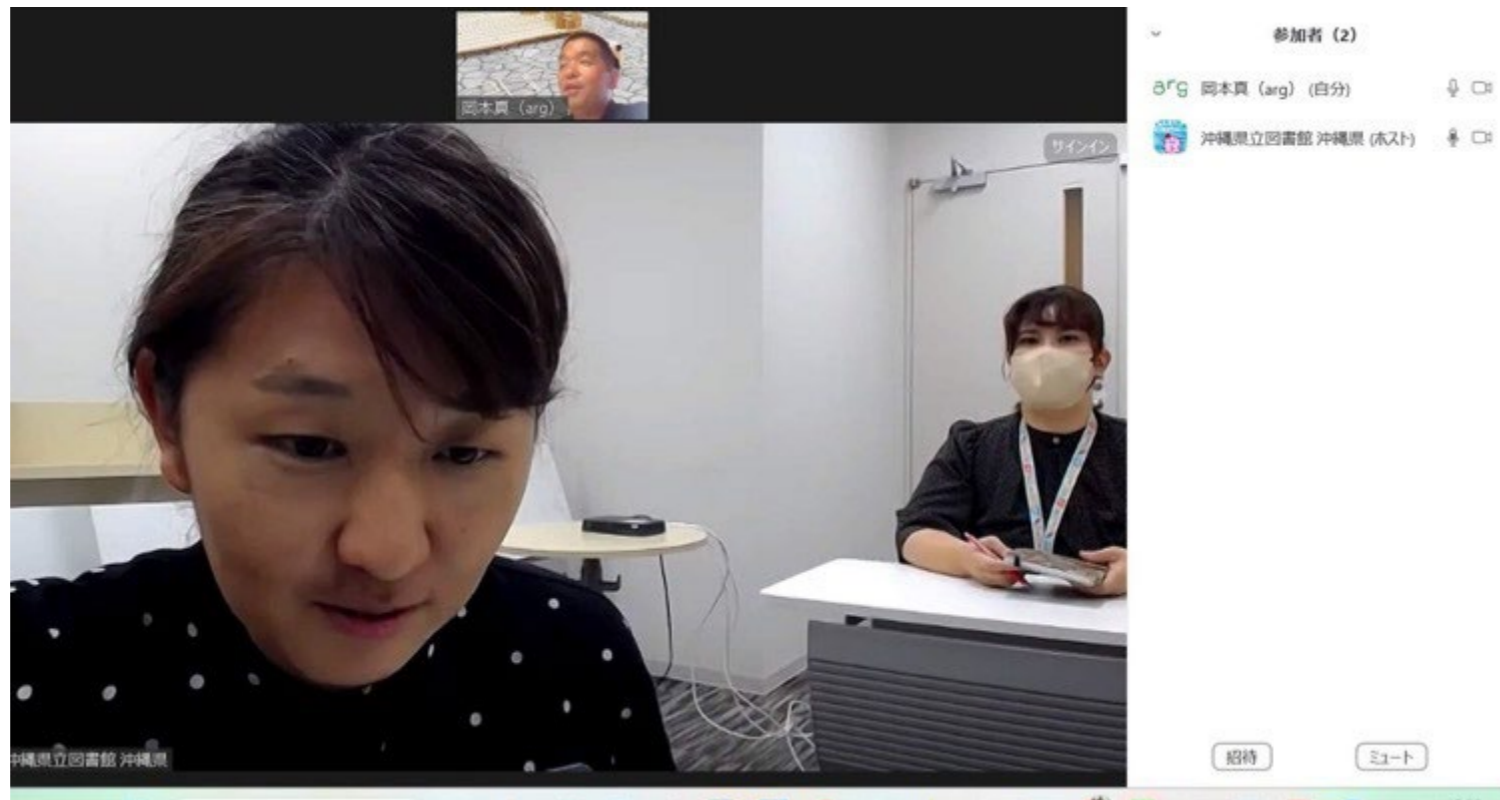 岡本真（arg）
サインイン
沖縄県立図書館 沖縄県
参加者（2）
arg 岡本真（arg）（自分）
沖縄県立図書館 沖縄県 (ホスト)
招待
ミュート